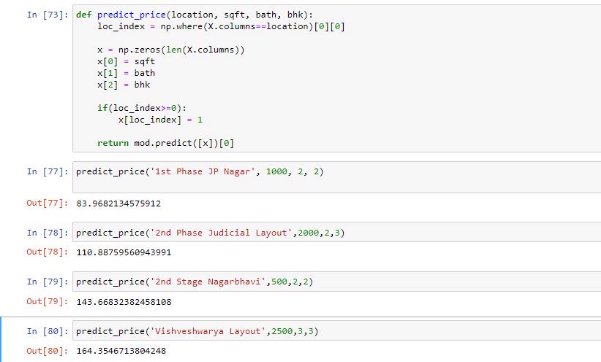 In [73]: def predict_price(location, sqft, bath, bhk):
loc_index = np.where(X.columns==location)[0][0]
x = np.zeros(len(X.columns))
x[0] = sqft
x[1] = bath
x[2] = bhk
if(loc_index>=0):
x[loc_index] = 1
return mod.predict([x])[0]
In [77]: predict_price('1st Phase JP Nagar', 1000, 2, 2)
Out[77]: 83.9682134575912
In [78]: predict_price('2nd Phase Judicial Layout',2000,2,3)
Out[78]: 110.88759560943991
In [79]: predict_price('2nd Stage Nagarbhavi',500,2,2)
Out[79]: 143.66832382458108
In [80]: predict_price('Vishveshwarya Layout',2500,3,3)
Out[80]: 164.3546713804248